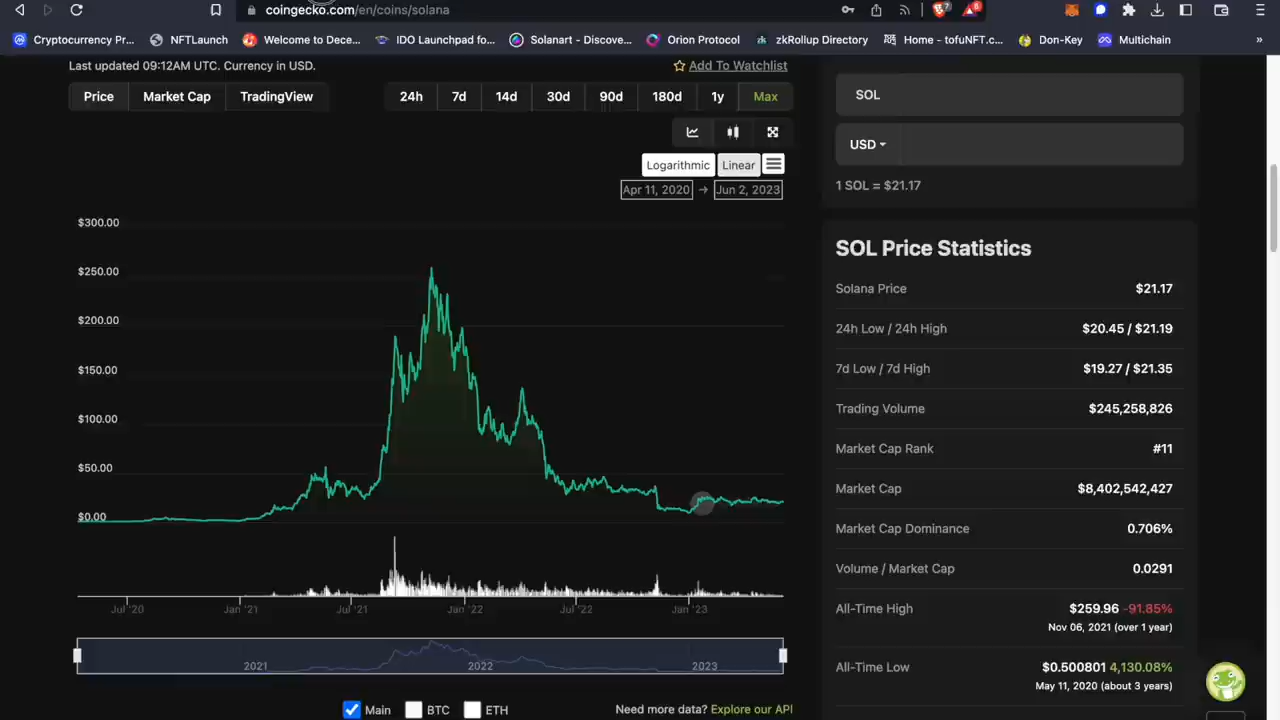 coingecko.com/en/coins/solana
7 8
Cryptocurrency Pr... NFTLaunch Welcome to Dece... IDO Launchpad fo... Solanart - Discove... Orion Protocol zkRollup Directory Home - tofuNFT.c... Don-Key Multichain »
Last updated 09:12AM UTC. Currency in USD. Add To Watchlist
Price Market Cap TradingView 24h 7d 14d 30d 90d 180d 1y Max
Logarithmic Linear
Apr 11, 2020 → Jun 2, 2023
$300.00
$250.00
$200.00
$150.00
$100.00
$50.00
$0.00
Jul '20 Jan '21 Jul '21 Jan '22 Jul '22 Jan '23
2021 2022 2023
Main BTC ETH Need more data? Explore our API
SOL
USD
1 SOL = $21.17
SOL Price Statistics
Solana Price $21.17
24h Low / 24h High $20.45 / $21.19
7d Low / 7d High $19.27 / $21.35
Trading Volume $245,258,826
Market Cap Rank #11
Market Cap $8,402,542,427
Market Cap Dominance 0.706%
Volume / Market Cap 0.0291
All-Time High $259.96 -91.85%
Nov 06, 2021 (over 1 year)
All-Time Low $0.500801 4,130.08%
May 11, 2020 (about 3 years)